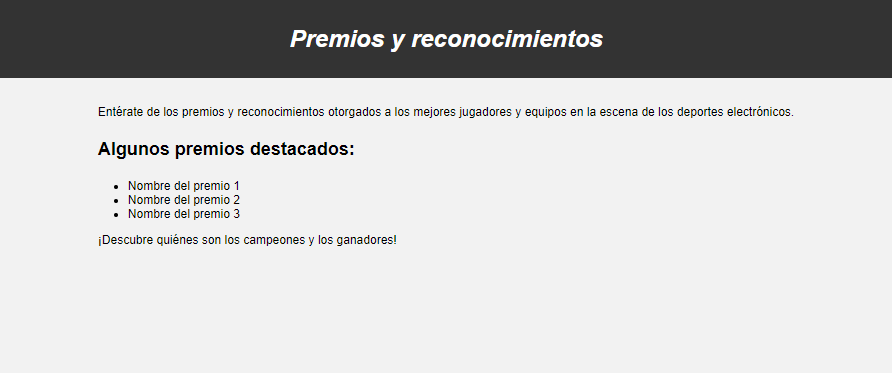 Premios y reconocimientos
Entérate de los premios y reconocimientos otorgados a los mejores jugadores y equipos en la escena de los deportes electrónicos.
Algunos premios destacados:
• Nombre del premio 1
• Nombre del premio 2
• Nombre del premio 3
¡Descubre quiénes son los campeones y los ganadores!